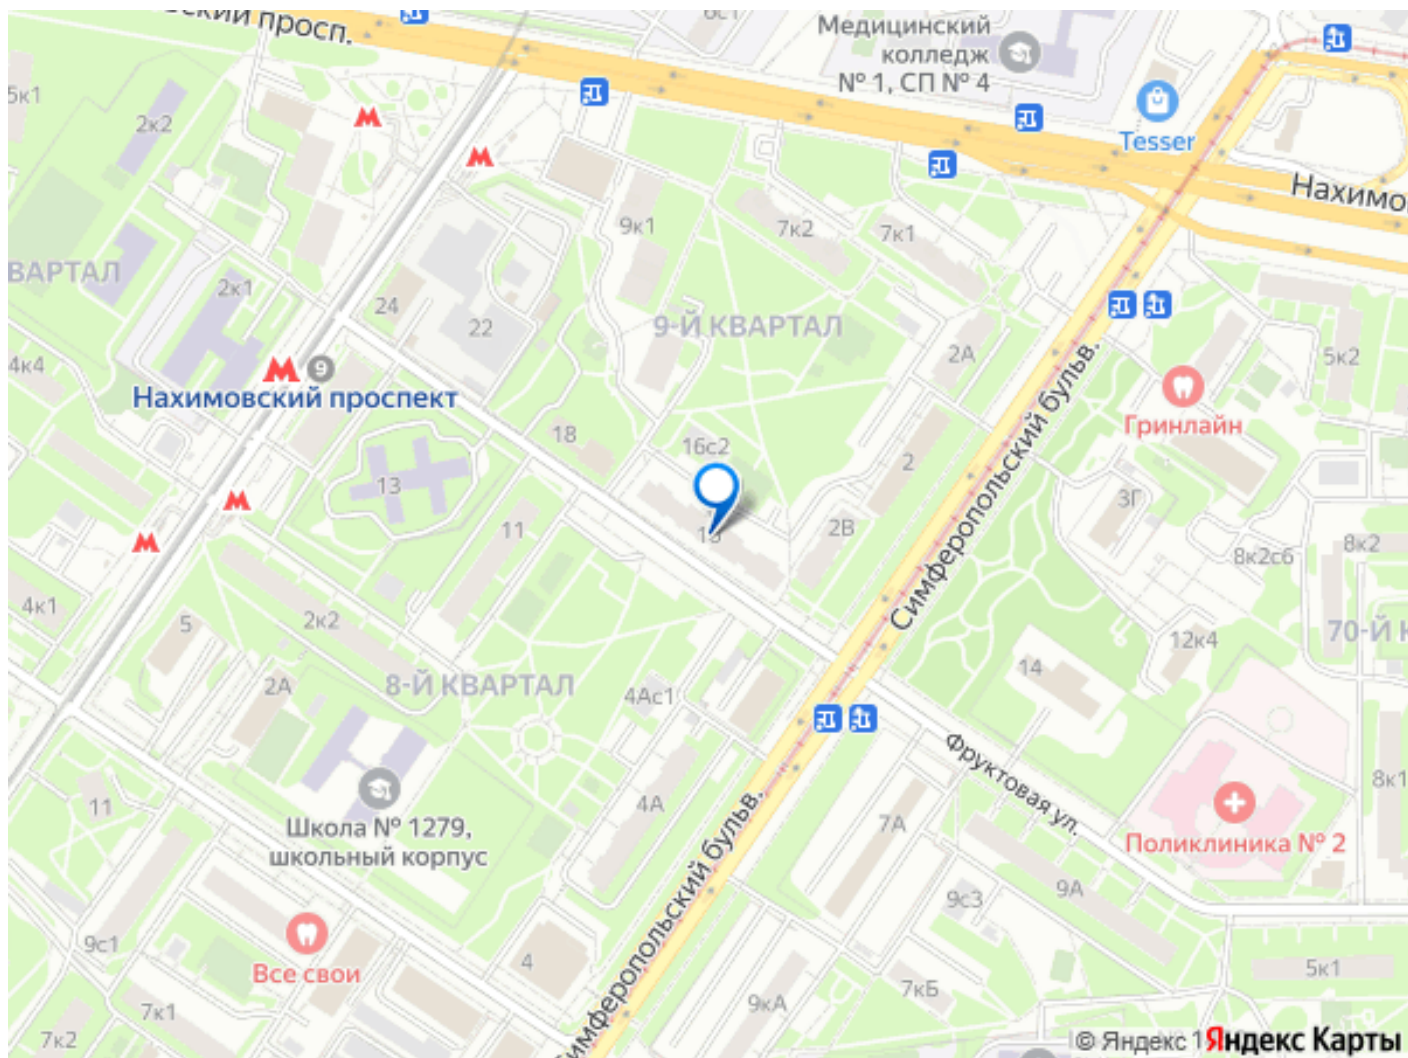 вский просп.
6с1
Медицинский
колледж
№ 1, СП № 4
Tesser
5к1
2к2
Нахимо
9к1
7к2
7к1
КВАРТАЛ
2к1
24
22
9-Й КВАРТАЛ
2А
5к2
4к4
9
Нахимовский проспект
Гринлайн
18
16с2
2
13
11
3Г
2В
8к2с6
8к2
Симферопольский бульв.
4к1
5
2к2
12к4
70-Й К
14
2А
8-Й КВАРТАЛ
4Ас1
Фруктовая ул.
11
4А
7А
8к1
Школа № 1279,
школьный корпус
Поликлиника № 2
Симферопольский бульв.
9А
9с3
9с1
Все свои
4
5к1
7к1
9кА
7кБ
7к2
© Яндекс
Яндекс Карты